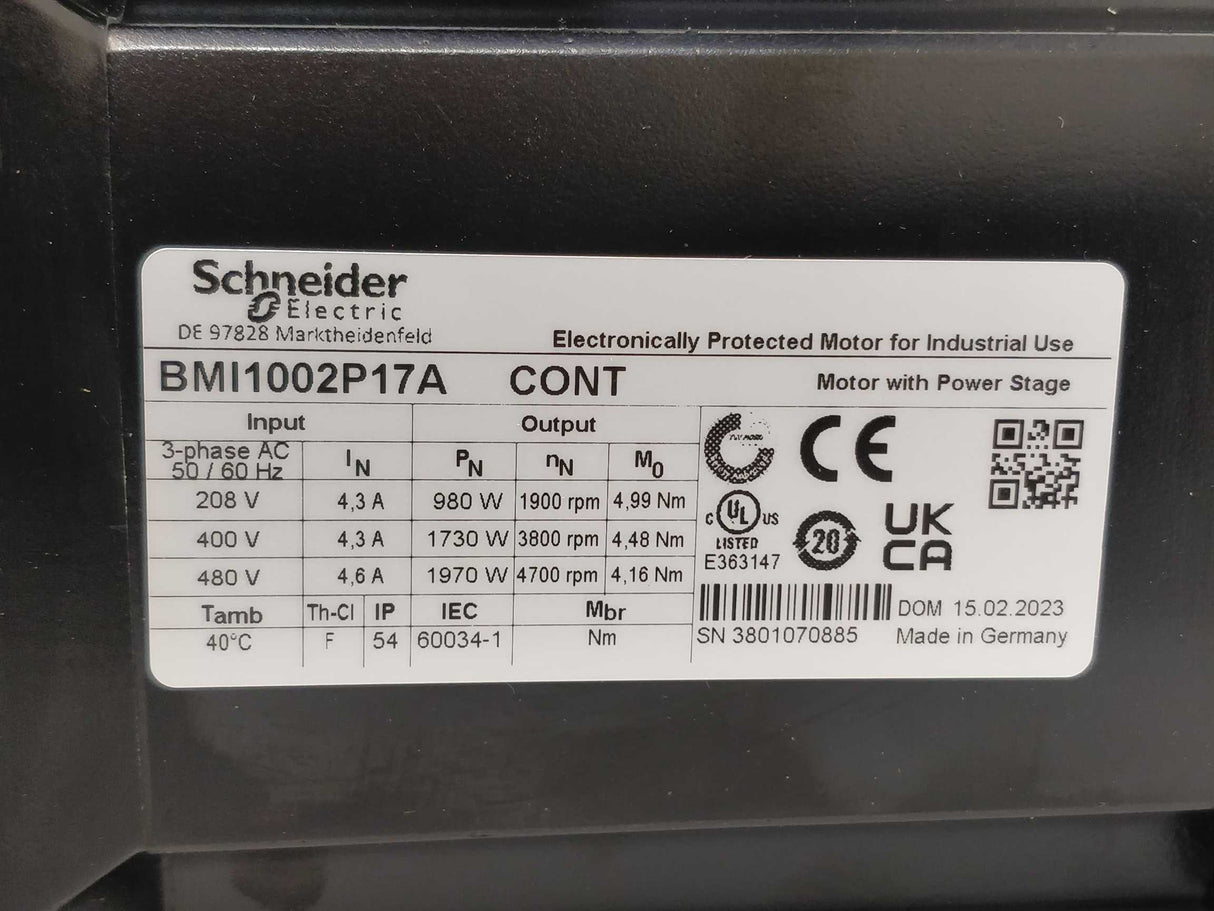 Schneider
Electric
DE 97828 Marktheidenfeld
Electronically Protected Motor for Industrial Use
BMI1002P17A CONT Motor with Power Stage
Input Output
3-phase AC
50 / 60 Hz IN PN nN M0
208 V 4,3 A 980 W 1900 rpm 4,99 Nm
400 V 4,3 A 1730 W 3800 rpm 4,48 Nm
480 V 4,6 A 1970 W 4700 rpm 4,16 Nm
Tamb Th-Cl IP IEC Mbr
40°C F 54 60034-1 Nm
CE
C UL US
LISTED
E363147
20
UK
CA
DOM 15.02.2023
SN 3801070885 Made in Germany